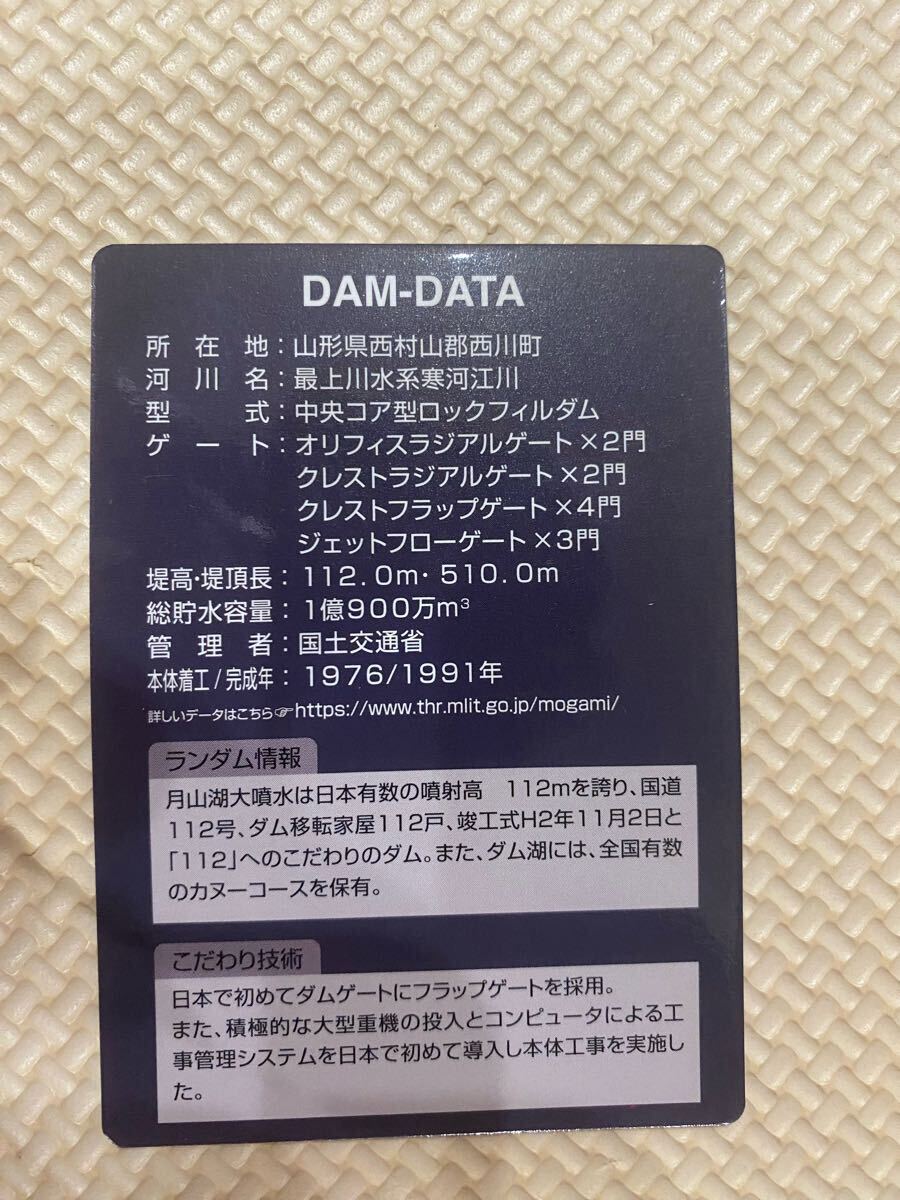 DAM-DATA
所在地：山形県西村山郡西川町
河川名：最上川水系寒河江川
型式：中央コア型ロックフィルダム
ゲート：オリフィスラジアルゲート×2門
クレストラジアルゲート×2門
クレストフラップゲート×4門
ジェットフローゲート×3門
堤高・堤頂長：112.0m・510.0m
総貯水容量：1億900万m³
管理者：国土交通省
本体着工/完成年：1976/1991年
詳しいデータはこちら☞https://www.thr.mlit.go.jp/mogami/
ランダム情報
月山湖大噴水は日本有数の噴射高　112mを誇り、国道
112号、ダム移転家屋112戸、竣工式H2年11月2日と
「112」へのこだわりのダム。また、ダム湖には、全国有数
のカヌーコースを保有。
こだわり技術
日本で初めてダムゲートにフラップゲートを採用。
また、積極的な大型重機の投入とコンピュータによる工
事管理システムを日本で初めて導入し本体工事を実施し
た。